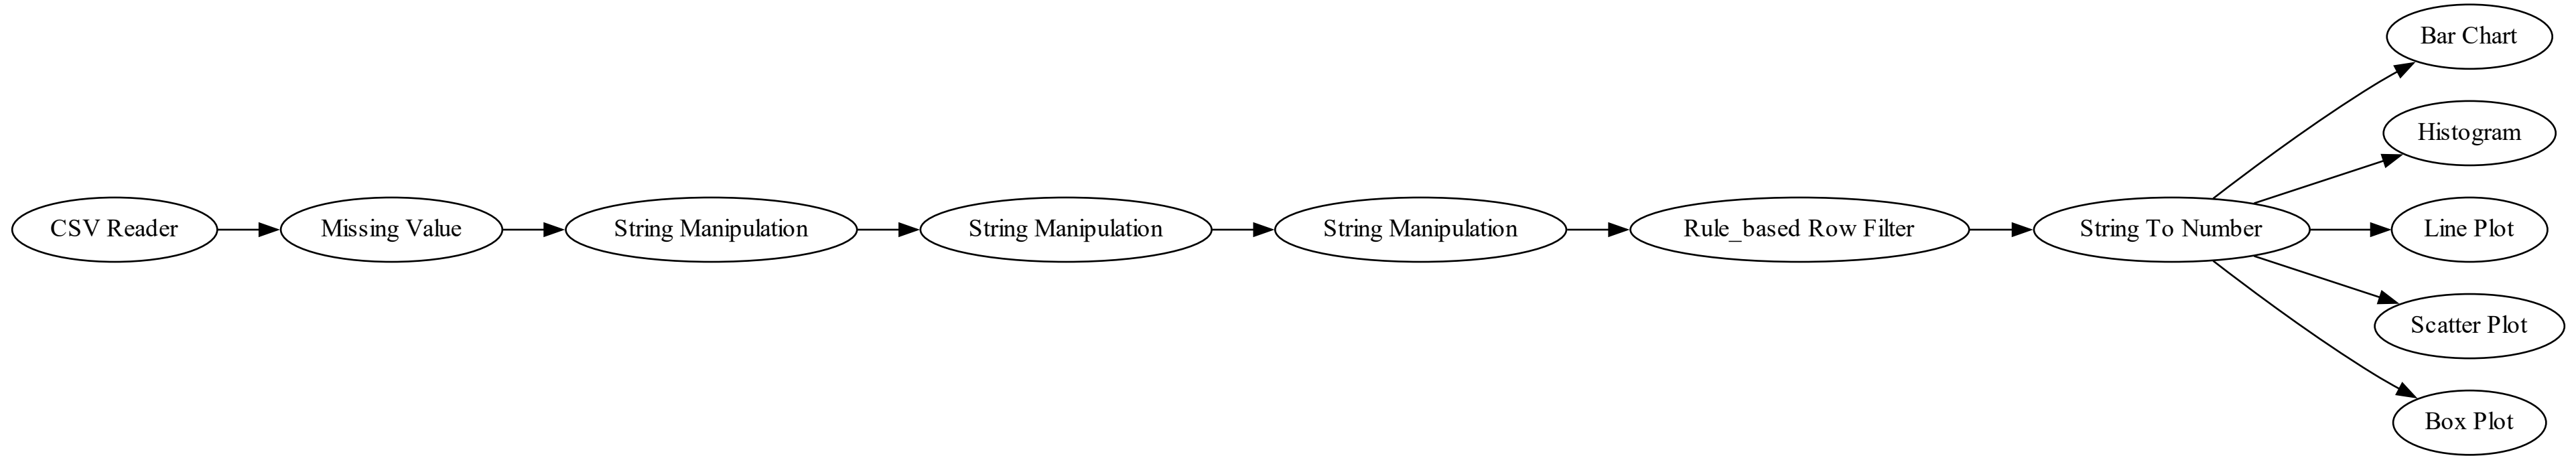 CSV Reader
Missing Value
String Manipulation
String Manipulation
String Manipulation
Rule_based Row Filter
String To Number
Bar Chart
Histogram
Line Plot
Scatter Plot
Box Plot